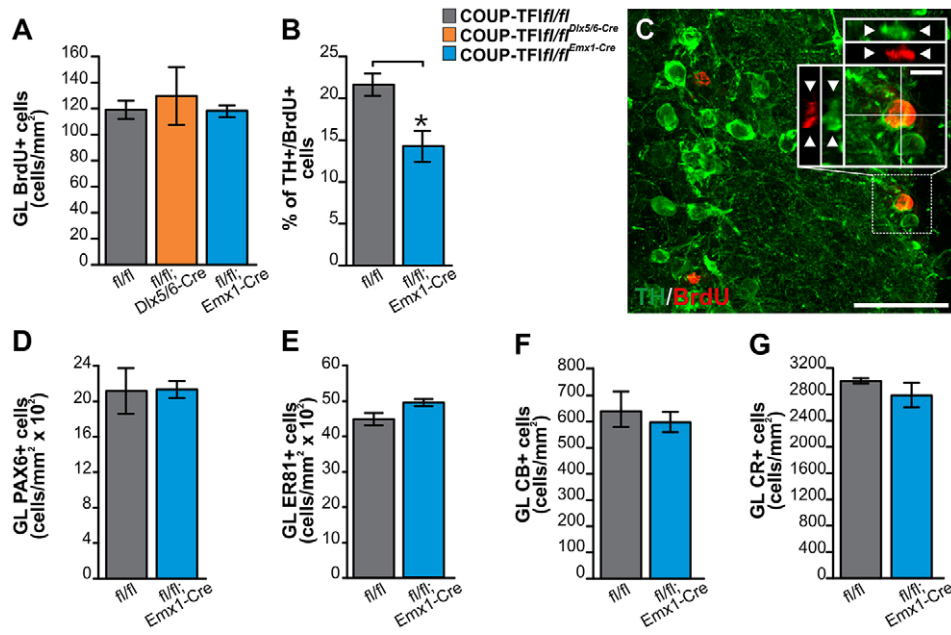 COUP-TFIfl/fl
COUP-TFIfl/fl^Dlx5/6-Cre
COUP-TFIfl/fl^Emx1-Cre
A
GL BrdU+ cells
(cells/mm²)
160
140
120
100
80
60
40
20
0
fl/fl
fl/fl;
Dlx5/6-Cre
fl/fl;
Emx1-Cre
B
% of TH+/BrdU+
cells
25
20
15
10
5
0
*
fl/fl
fl/fl;
Emx1-Cre
C
TH/BrdU
D
GL PAX6+ cells
(cells/mm² x 10²)
24
18
12
6
0
fl/fl
fl/fl;
Emx1-Cre
E
GL ER81+ cells
(cells/mm² x 10²)
60
50
40
30
20
10
0
fl/fl
fl/fl;
Emx1-Cre
F
GL CB+ cells
(cells/mm²)
800
700
600
500
400
300
200
100
0
fl/fl
fl/fl;
Emx1-Cre
G
GL CR+ cells
(cells/mm²)
3200
2800
2400
2000
1600
1200
800
400
0
fl/fl
fl/fl;
Emx1-Cre